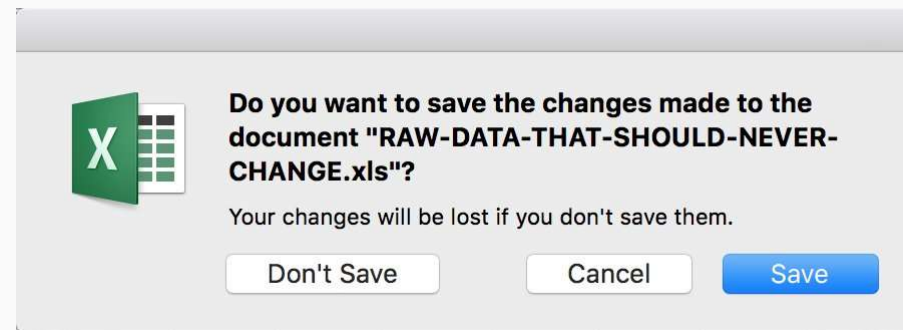 Do you want to save the changes made to the
document "RAW-DATA-THAT-SHOULD-NEVER-
CHANGE.xls"?
Your changes will be lost if you don't save them.
Don't Save Cancel Save